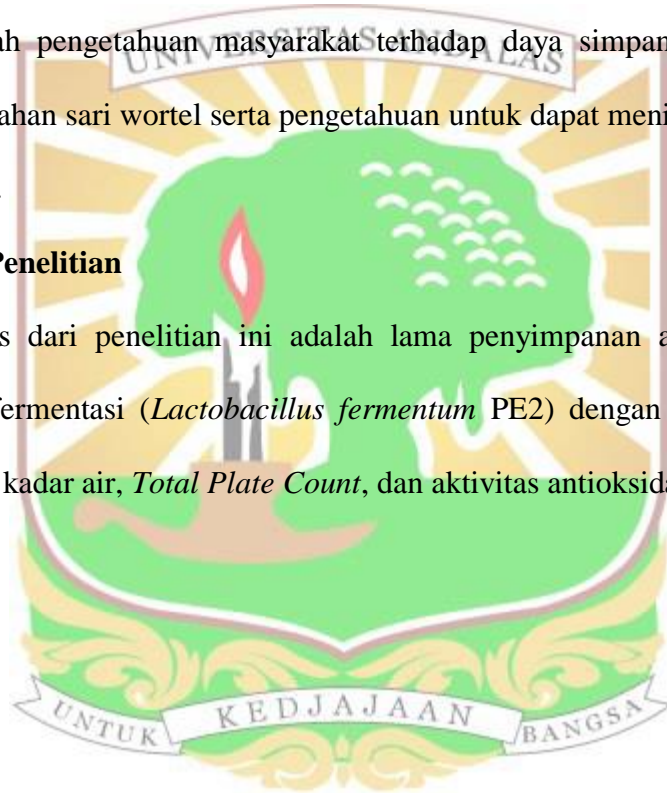 ah pengetahuan masyarakat terhadap daya simpan
UNIVERSITAS ANDALAS
ahan sari wortel serta pengetahuan untuk dapat meni
.
Penelitian
s dari penelitian ini adalah lama penyimpanan a
fermentasi (Lactobacillus fermentum PE2) dengan
kadar air, Total Plate Count, dan aktivitas antioksida
UNTUK KEDJAJAAN BANGSA